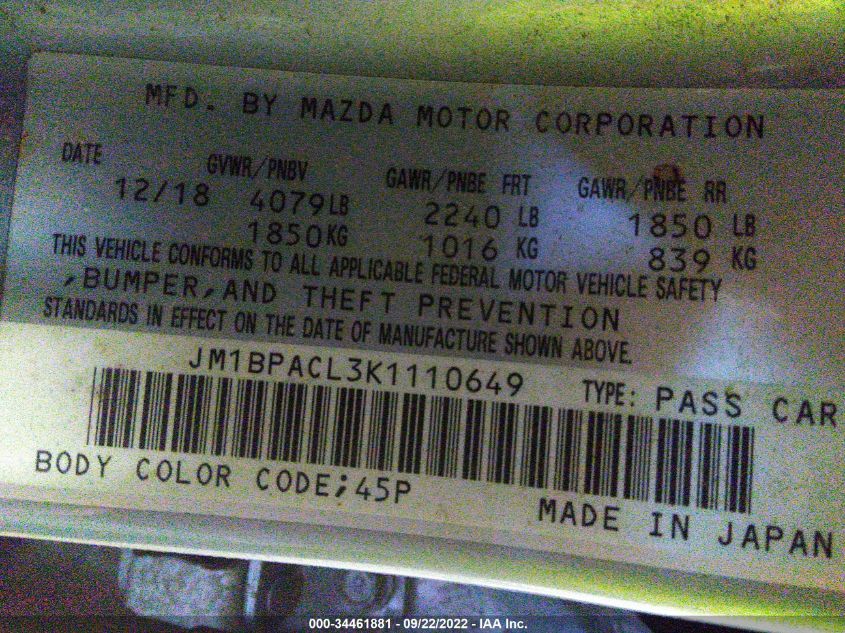 MFD. BY MAZDA MOTOR CORPORATION
DATE GVWR/PNBV GAWR/PNBE FRT GAWR/PNBE RR
12/18 4079LB 2240 LB 1850 LB
1850KG 1016 KG 839 KG
THIS VEHICLE CONFORMS TO ALL APPLICABLE FEDERAL MOTOR VEHICLE SAFETY
,BUMPER,AND THEFT PREVENTION
STANDARDS IN EFFECT ON THE DATE OF MANUFACTURE SHOWN ABOVE.
JM1BPACL3K1110649 TYPE: PASS CAR
BODY COLOR CODE;45P
MADE IN JAPAN
000-34461881 - 09/22/2022 - IAA Inc.